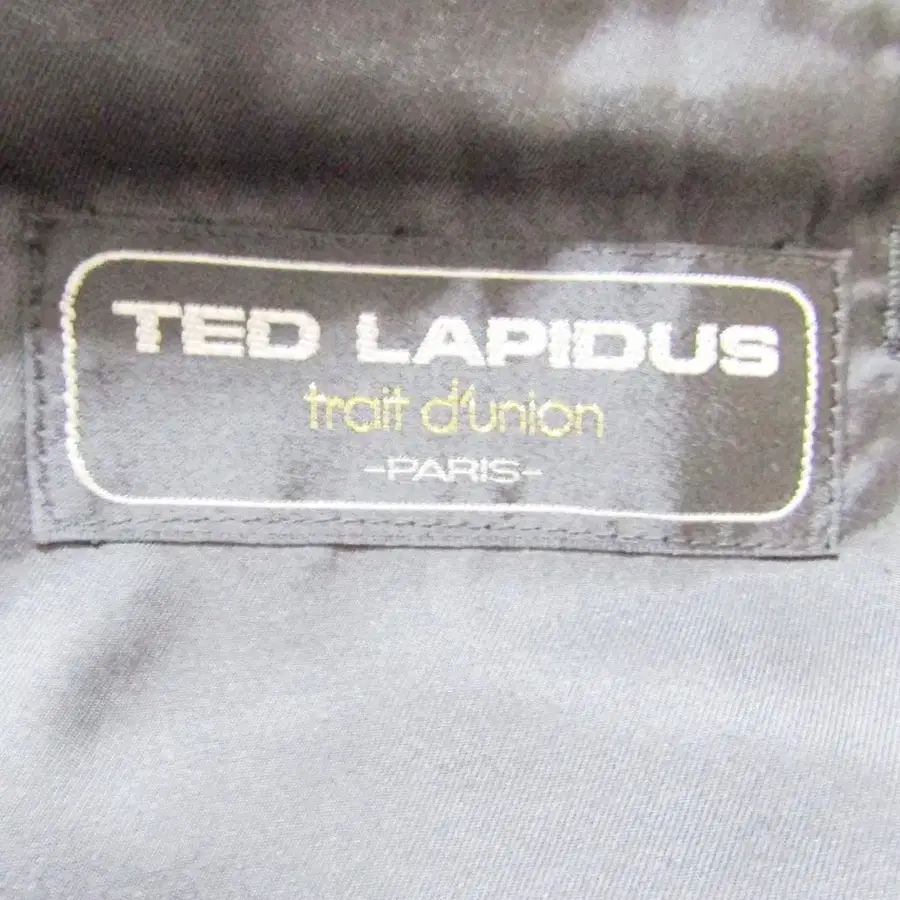 TED LAPIDUS
trait d'union
-PARIS-